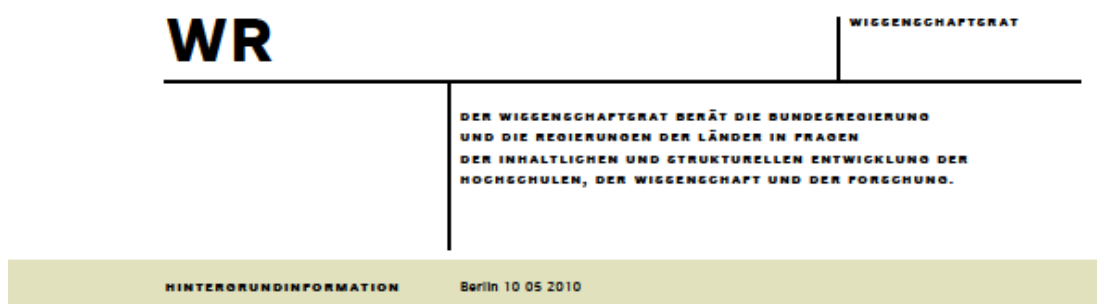 WR
WISSENSCHAFTSRAT
DER WISSENSCHAFTSRAT BERÄT DIE BUNDESREGIERUNG
UND DIE REGIERUNGEN DER LÄNDER IN FRAGEN
DER INHALTLICHEN UND STRUKTURELLEN ENTWICKLUNG DER
HOCHSCHULEN, DER WISSENSCHAFT UND DER FORSCHUNG.
HINTERGRUNDINFORMATION Berlin 10 05 2010